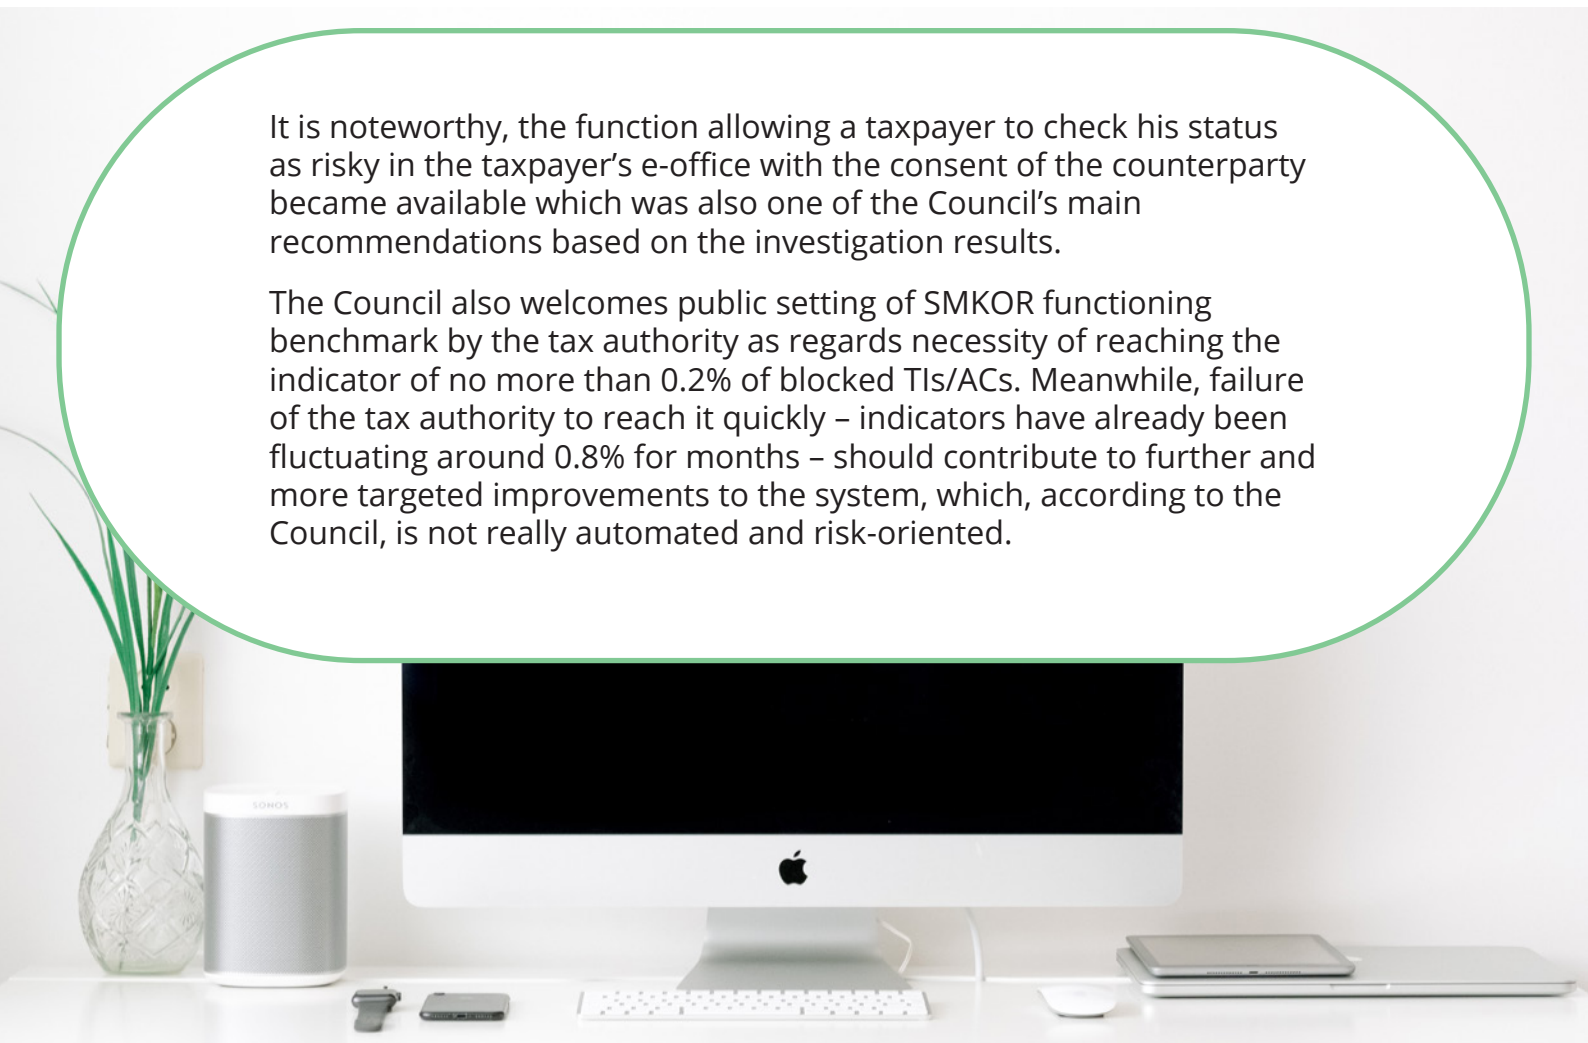 It is noteworthy, the function allowing a taxpayer to check his status
as risky in the taxpayer’s e-office with the consent of the counterparty
became available which was also one of the Council’s main
recommendations based on the investigation results.
The Council also welcomes public setting of SMKOR functioning
benchmark by the tax authority as regards necessity of reaching the
indicator of no more than 0.2% of blocked TIs/ACs. Meanwhile, failure
of the tax authority to reach it quickly – indicators have already been
fluctuating around 0.8% for months – should contribute to further and
more targeted improvements to the system, which, according to the
Council, is not really automated and risk-oriented.
SONOS